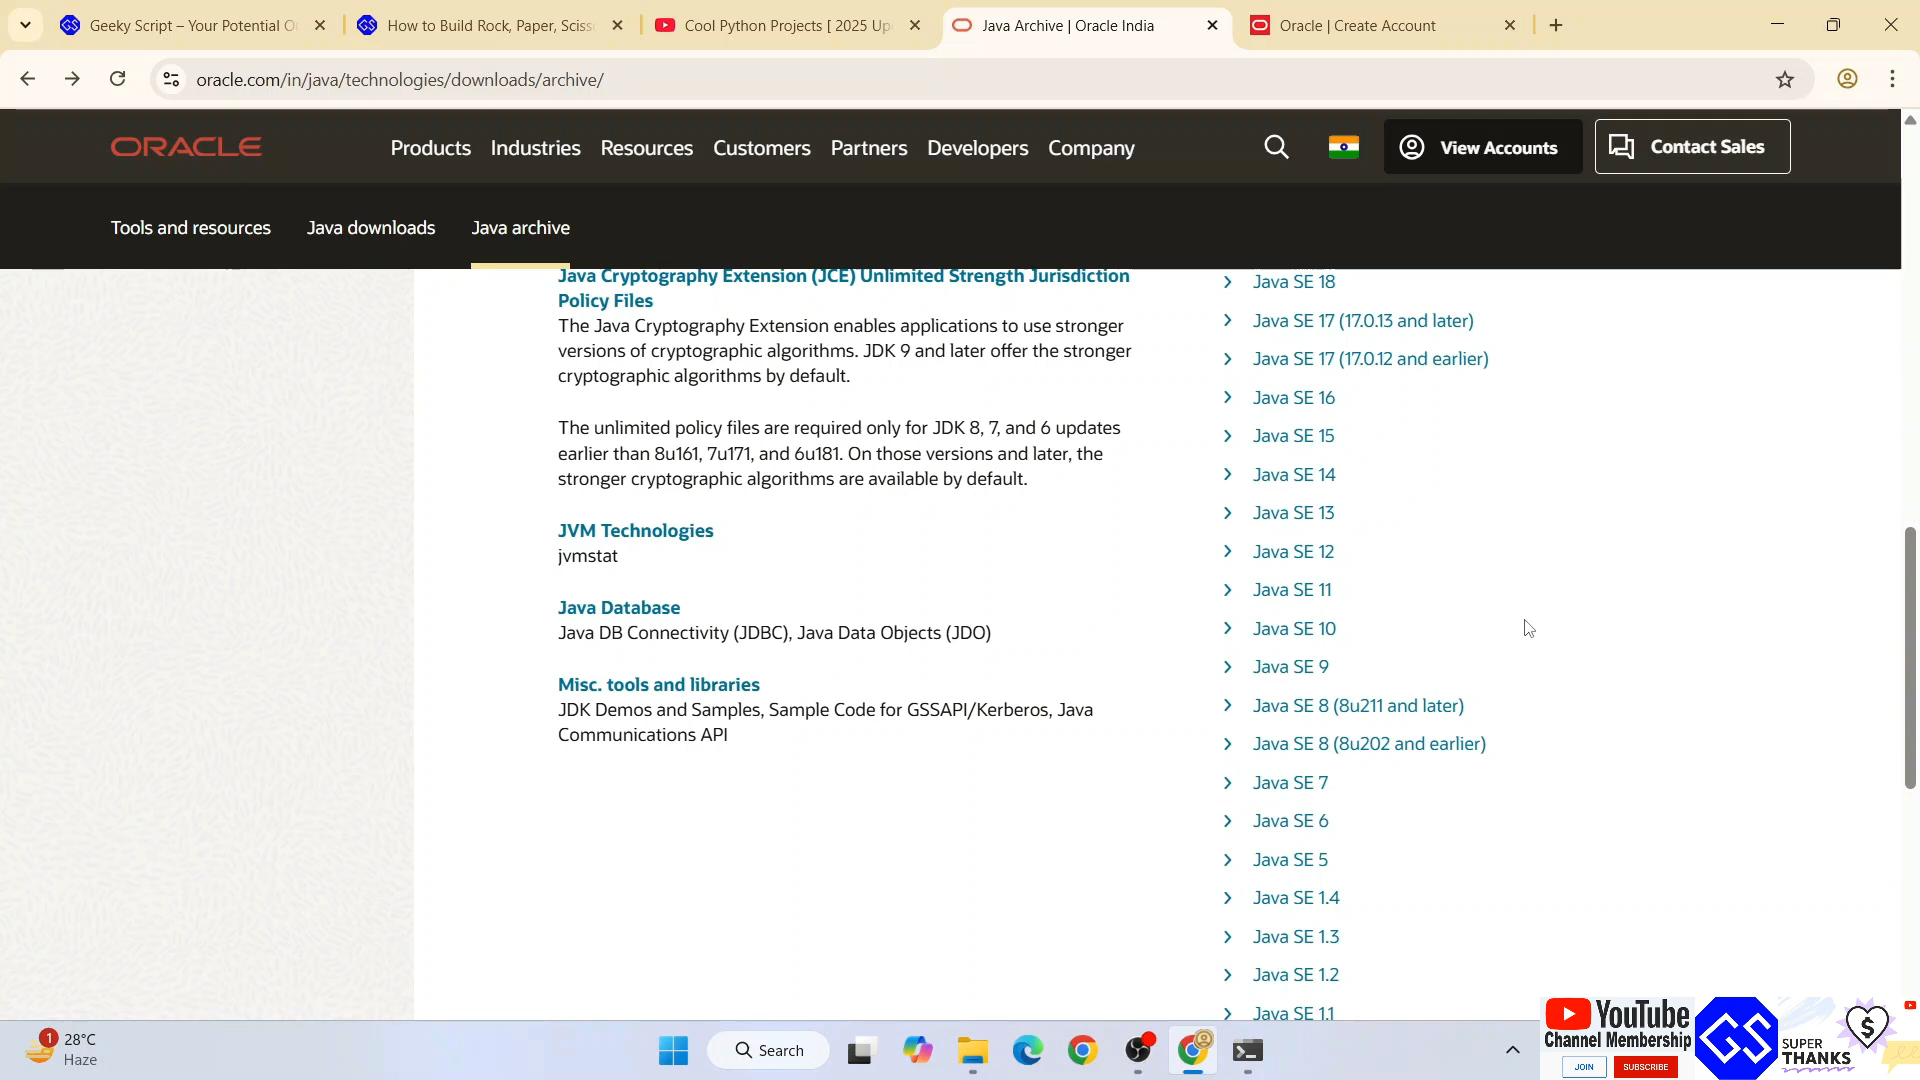 Geeky Script – Your Potential O
How to Build Rock, Paper, Sciss
Cool Python Projects [ 2025 Up
Java Archive | Oracle India
Oracle | Create Account
oracle.com/in/java/technologies/downloads/archive/
ORACLE
Products
Industries
Resources
Customers
Partners
Developers
Company
View Accounts
Contact Sales
Tools and resources
Java downloads
Java archive
Java Cryptography Extension (JCE) Unlimited Strength Jurisdiction
Policy Files
The Java Cryptography Extension enables applications to use stronger
versions of cryptographic algorithms. JDK 9 and later offer the stronger
cryptographic algorithms by default.
The unlimited policy files are required only for JDK 8, 7, and 6 updates
earlier than 8u161, 7u171, and 6u181. On those versions and later, the
stronger cryptographic algorithms are available by default.
JVM Technologies
jvmstat
Java Database
Java DB Connectivity (JDBC), Java Data Objects (JDO)
Misc. tools and libraries
JDK Demos and Samples, Sample Code for GSSAPI/Kerberos, Java
Communications API
Java SE 18
Java SE 17 (17.0.13 and later)
Java SE 17 (17.0.12 and earlier)
Java SE 16
Java SE 15
Java SE 14
Java SE 13
Java SE 12
Java SE 11
Java SE 10
Java SE 9
Java SE 8 (8u211 and later)
Java SE 8 (8u202 and earlier)
Java SE 7
Java SE 6
Java SE 5
Java SE 1.4
Java SE 1.3
Java SE 1.2
Java SE 1.1
1
28°C
Haze
Search
YouTube
Channel Membership
JOIN
SUBSCRIBE
GS
SUPER
THANKS
$